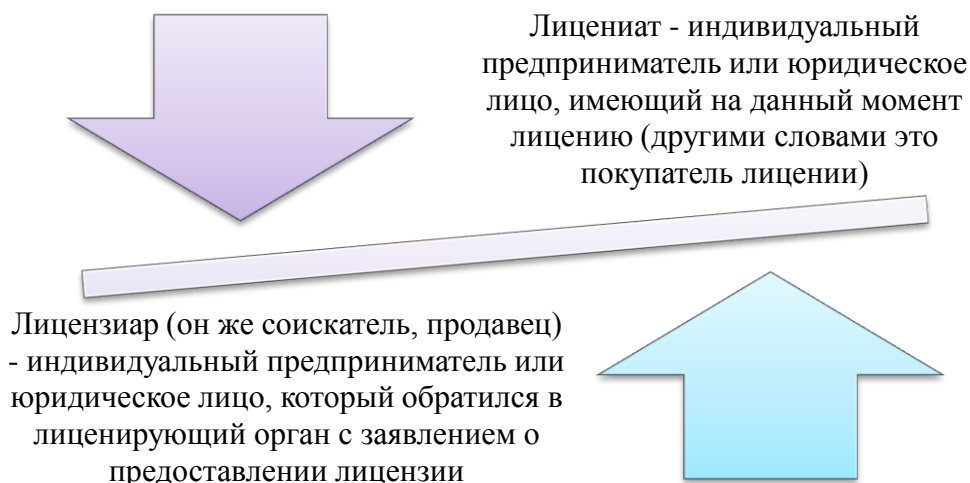 Лицениат - индивидуальный
предприниматель или юридическое
лицо, имеющий на данный момент
лицению (другими словами это
покупатель лицении)
Лицензиар (он же соискатель, продавец)
- индивидуальный предприниматель или
юридическое лицо, который обратился в
лиценирующий орган с заявлением о
предоставлении лицензии